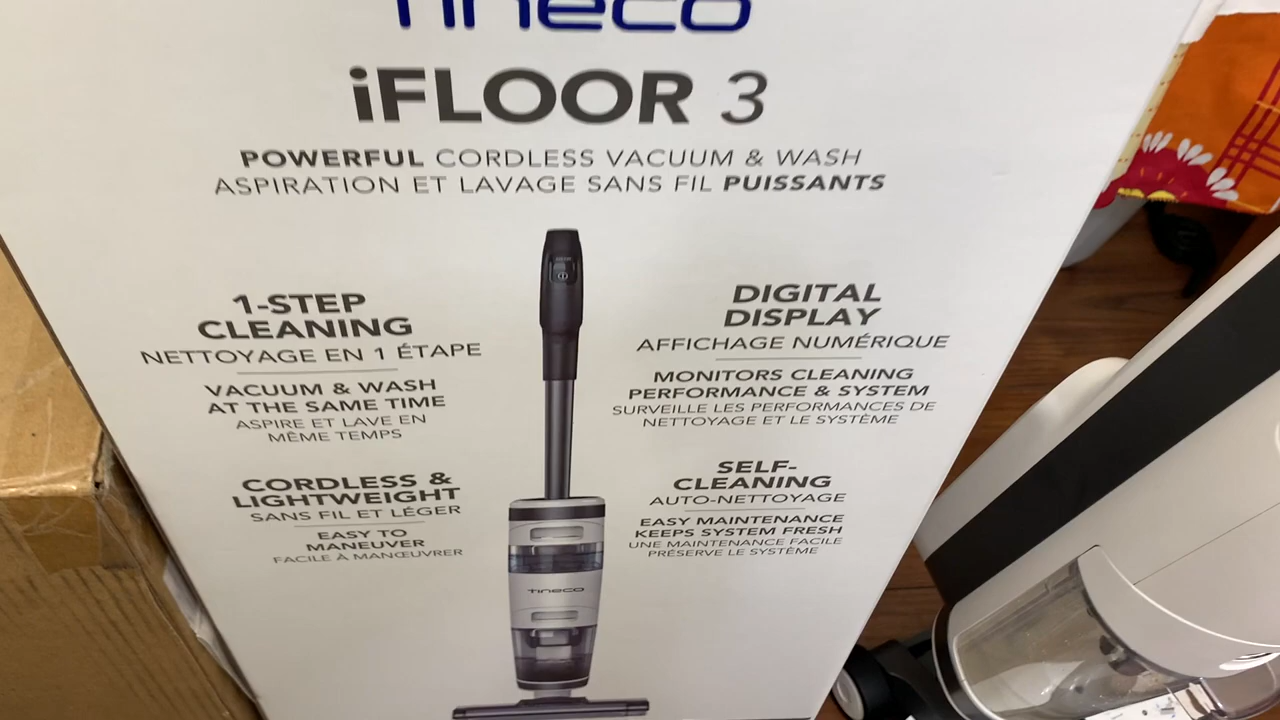 tineco
iFLOOR 3
POWERFUL CORDLESS VACUUM & WASH
ASPIRATION ET LAVAGE SANS FIL PUISSANTS
1-STEP
CLEANING
NETTOYAGE EN 1 ÉTAPE
VACUUM & WASH
AT THE SAME TIME
ASPIRE ET LAVE EN
MÊME TEMPS
CORDLESS &
LIGHTWEIGHT
SANS FIL ET LÉGER
EASY TO
MANEUVER
FACILE À MANŒUVRER
DIGITAL
DISPLAY
AFFICHAGE NUMÉRIQUE
MONITORS CLEANING
PERFORMANCE & SYSTEM
SURVEILLE LES PERFORMANCES DE
NETTOYAGE ET LE SYSTÈME
SELF-
CLEANING
AUTO-NETTOYAGE
EASY MAINTENANCE
KEEPS SYSTEM FRESH
UNE MAINTENANCE FACILE
PRÉSERVE LE SYSTÈME
tineco